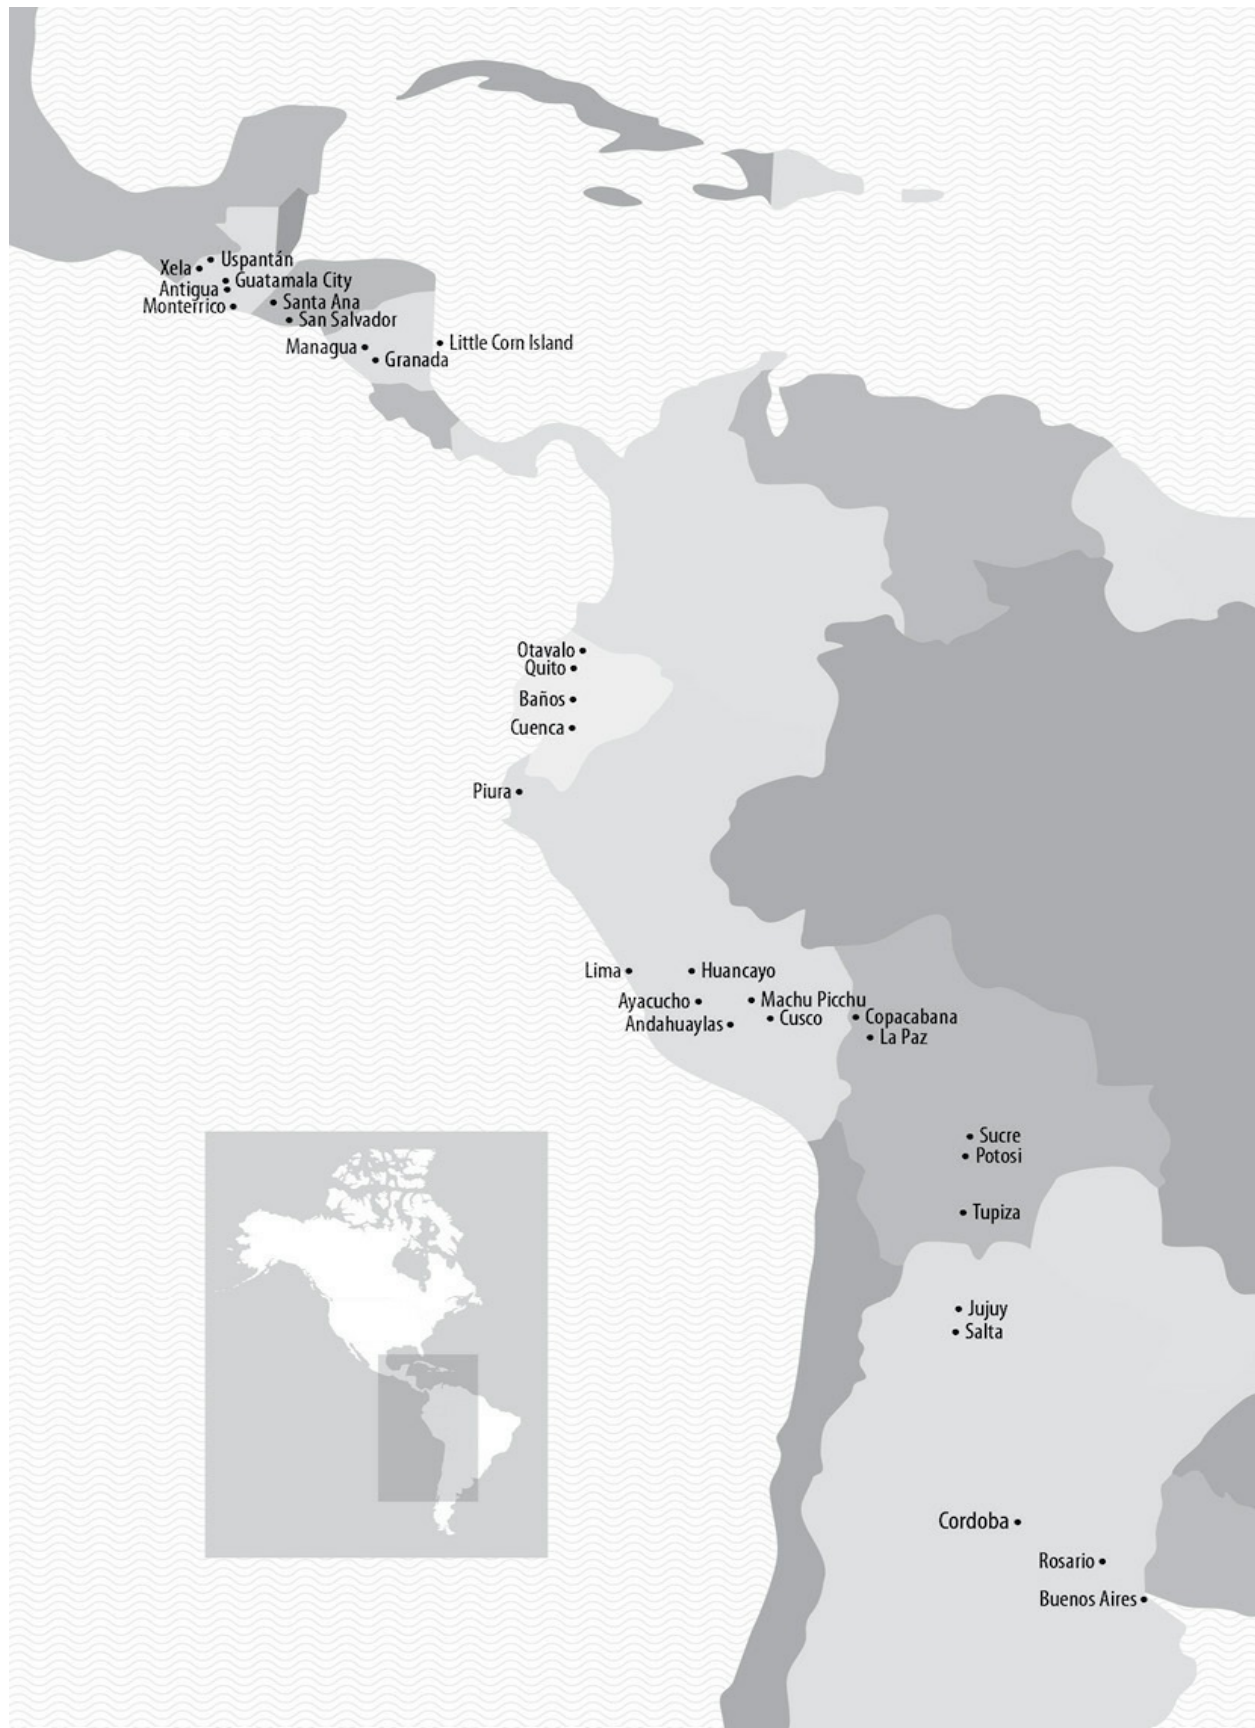 Uspantán
Xela
Guatamala City
Antigua
Santa Ana
Monterrico
San Salvador
Little Corn Island
Managua
Granada
Otavalo
Quito
Baños
Cuenca
Piura
Lima
Huancayo
Ayacucho
Machu Picchu
Andahuaylas
Cusco
Copacabana
La Paz
Sucre
Potosi
Tupiza
Jujuy
Salta
Cordoba
Rosario
Buenos Aires